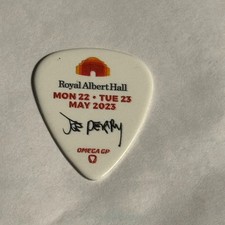 Royal Albert Hall
MON 22 • TUE 23
MAY 2023
Joe Perry
OMEGA GP